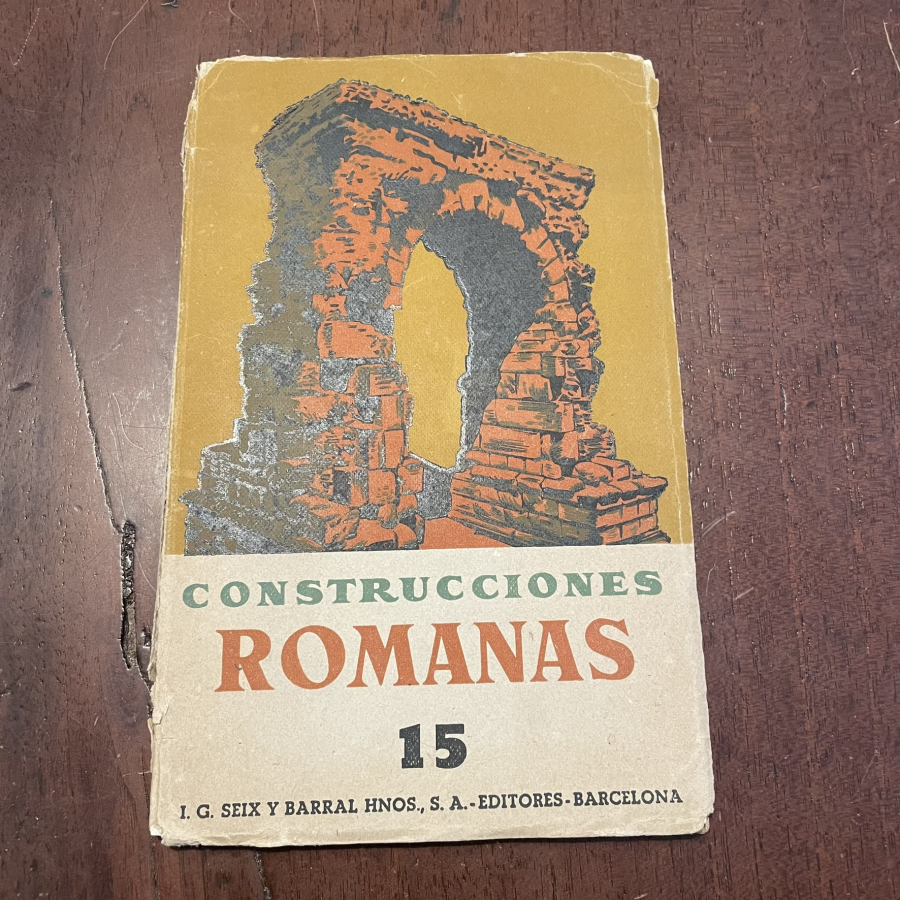 CONSTRUCCIONES
ROMANAS
15
I. G. SEIX Y BARRAL HNOS., S. A.-EDITORES-BARCELONA